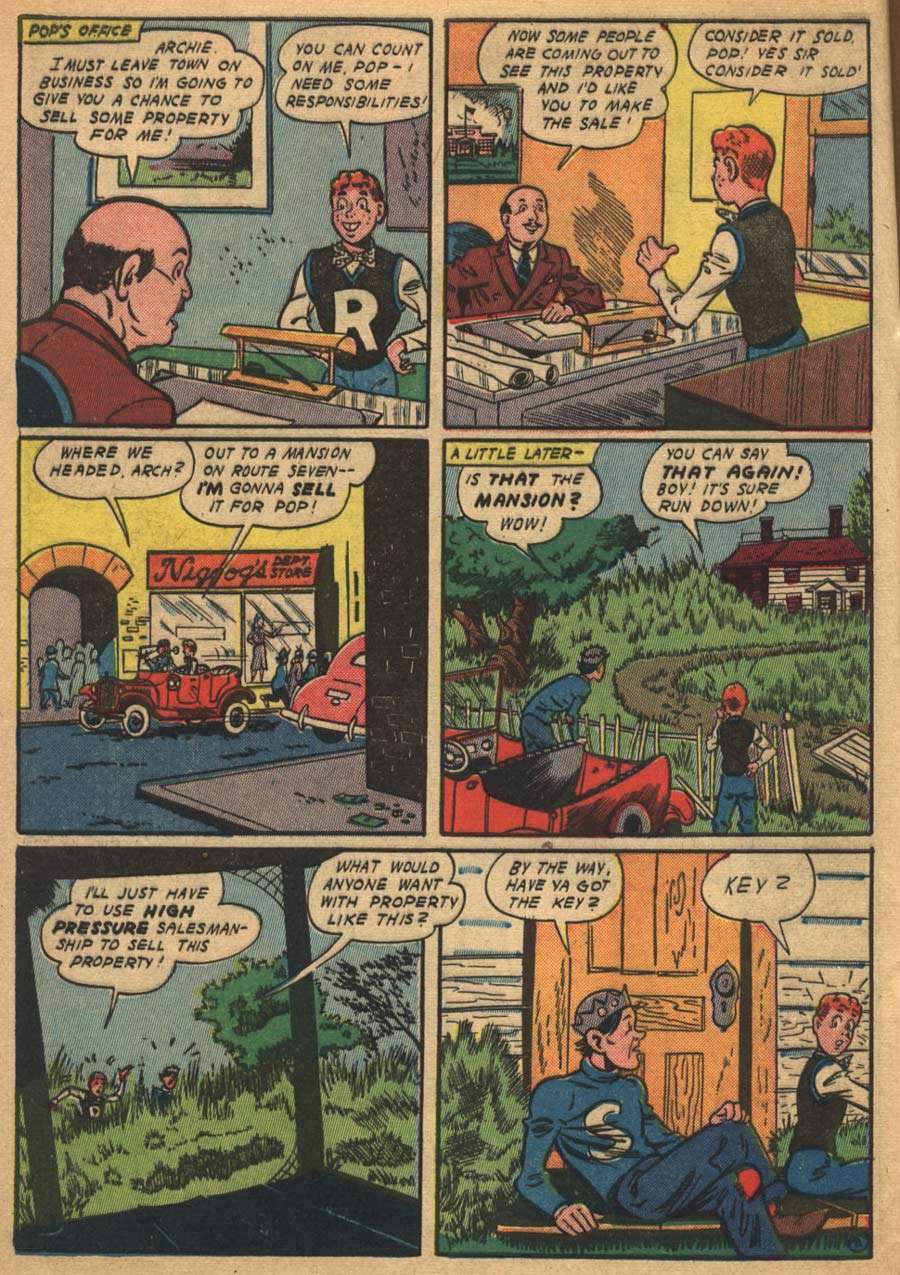 POP'S OFFICE
ARCHIE.
I MUST LEAVE TOWN ON
BUSINESS SO I'M GOING TO
GIVE YOU A CHANCE TO
SELL SOME PROPERTY
FOR ME!
YOU CAN COUNT
ON ME, POP - I
NEED SOME
RESPONSIBILITIES!
R
NOW SOME PEOPLE
ARE COMING OUT TO
SEE THIS PROPERTY
AND I'D LIKE
YOU TO MAKE
THE SALE!
CONSIDER IT SOLD,
POP! YES SIR
CONSIDER IT SOLD!
WHERE WE
HEADED, ARCH?
OUT TO A MANSION
ON ROUTE SEVEN--
I'M GONNA SELL
IT FOR POP!
DEPT.
STORE
A LITTLE LATER-
IS THAT THE
MANSION?
WOW!
YOU CAN SAY
THAT AGAIN!
BOY! IT'S SURE
RUN DOWN!
I'LL JUST HAVE
TO USE HIGH
PRESSURE SALESMAN-
SHIP TO SELL THIS
PROPERTY!
WHAT WOULD
ANYONE WANT
WITH PROPERTY
LIKE THIS?
BY THE WAY,
HAVE YA GOT
THE KEY?
KEY?
S